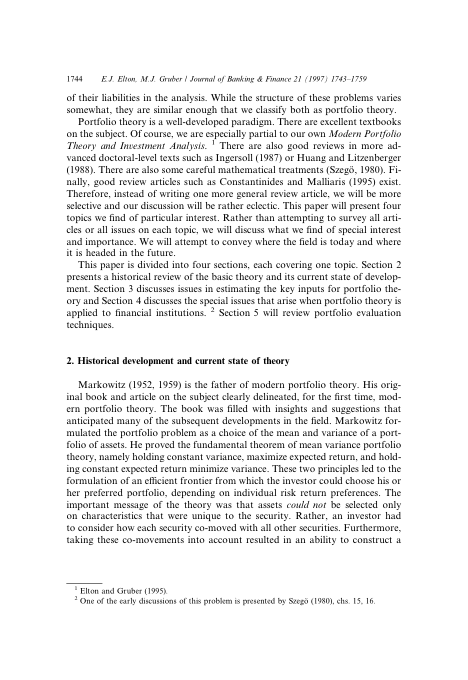 1744 E.J. Elton, M.J. Gruber / Journal of Banking & Finance 21 (1997) 1743–1759
of their liabilities in the analysis. While the structure of these problems varies
somewhat, they are similar enough that we classify both as portfolio theory.
Portfolio theory is a well-developed paradigm. There are excellent textbooks
on the subject. Of course, we are especially partial to our own Modern Portfolio
Theory and Investment Analysis. 1 There are also good reviews in more ad-
vanced doctoral-level texts such as Ingersoll (1987) or Huang and Litzenberger
(1988). There are also some careful mathematical treatments (Szegö, 1980). Fi-
nally, good review articles such as Constantinides and Malliaris (1995) exist.
Therefore, instead of writing one more general review article, we will be more
selective and our discussion will be rather eclectic. This paper will present four
topics we find of particular interest. Rather than attempting to survey all arti-
cles or all issues on each topic, we will discuss what we find of special interest
and importance. We will attempt to convey where the field is today and where
it is headed in the future.
This paper is divided into four sections, each covering one topic. Section 2
presents a historical review of the basic theory and its current state of develop-
ment. Section 3 discusses issues in estimating the key inputs for portfolio the-
ory and Section 4 discusses the special issues that arise when portfolio theory is
applied to financial institutions. 2 Section 5 will review portfolio evaluation
techniques.
2. Historical development and current state of theory
Markowitz (1952, 1959) is the father of modern portfolio theory. His orig-
inal book and article on the subject clearly delineated, for the first time, mod-
ern portfolio theory. The book was filled with insights and suggestions that
anticipated many of the subsequent developments in the field. Markowitz for-
mulated the portfolio problem as a choice of the mean and variance of a port-
folio of assets. He proved the fundamental theorem of mean variance portfolio
theory, namely holding constant variance, maximize expected return, and hold-
ing constant expected return minimize variance. These two principles led to the
formulation of an efficient frontier from which the investor could choose his or
her preferred portfolio, depending on individual risk return preferences. The
important message of the theory was that assets could not be selected only
on characteristics that were unique to the security. Rather, an investor had
to consider how each security co-moved with all other securities. Furthermore,
taking these co-movements into account resulted in an ability to construct a
1 Elton and Gruber (1995).
2 One of the early discussions of this problem is presented by Szegö (1980), chs. 15, 16.